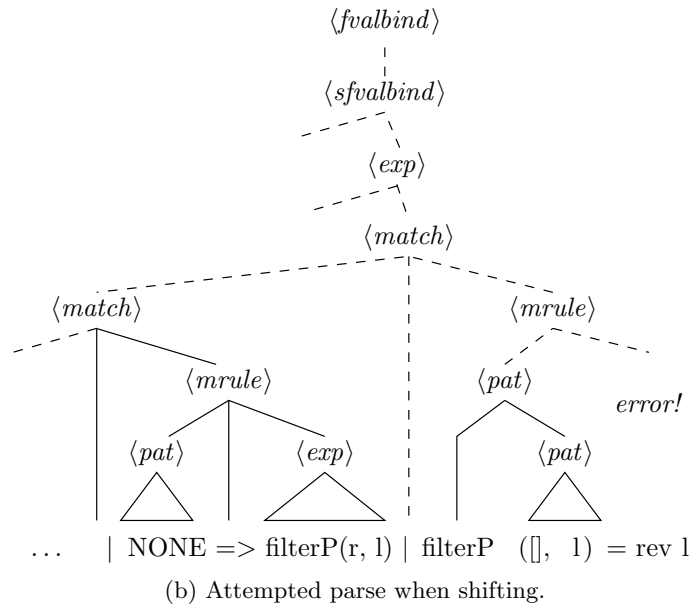 ⟨fvalbind⟩
⟨sfvalbind⟩
⟨exp⟩
⟨match⟩
⟨match⟩ ⟨mrule⟩
⟨mrule⟩ ⟨pat⟩
error!
⟨pat⟩ ⟨exp⟩ ⟨pat⟩
... | NONE => filterP(r, l) | filterP ([], l) = rev l
(b) Attempted parse when shifting.